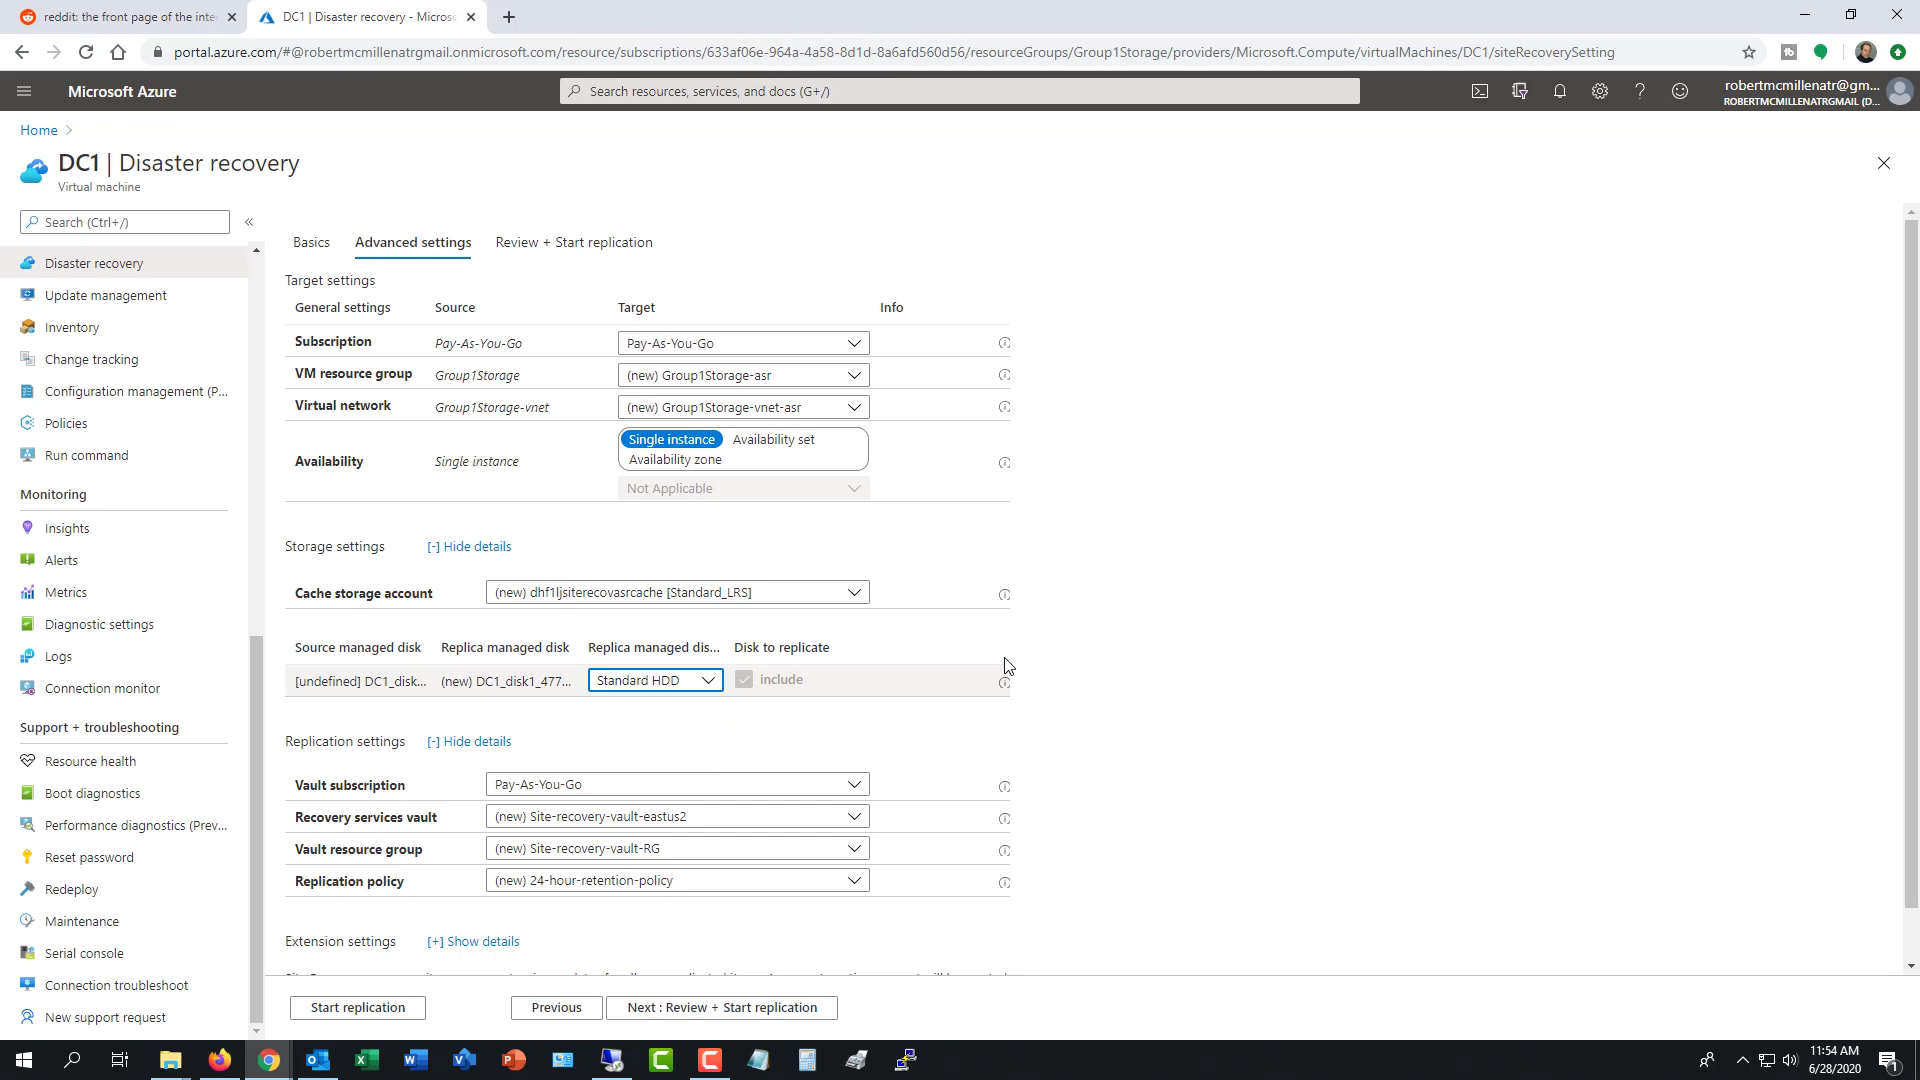 reddit: the front page of the inte
DC1 | Disaster recovery - Micros
portal.azure.com/#@robertmcmillenatrgmail.onmicrosoft.com/resource/subscriptions/633af06e-964a-4a58-8d1d-8a6afd560d56/resourceGroups/Group1Storage/providers/Microsoft.Compute/virtualMachines/DC1/siteRecoverySetting
Microsoft Azure
Search resources, services, and docs (G+/)
robertmcmillenatr@gm...
ROBERTMCMILLENATRGMAIL (D...
Home
DC1 | Disaster recovery
Virtual machine
Search (Ctrl+/)
Disaster recovery
Update management
Inventory
Change tracking
Configuration management (P...
Policies
Run command
Monitoring
Insights
Alerts
Metrics
Diagnostic settings
Logs
Connection monitor
Support + troubleshooting
Resource health
Boot diagnostics
Performance diagnostics (Prev...
Reset password
Redeploy
Maintenance
Serial console
Connection troubleshoot
New support request
Basics Advanced settings Review + Start replication
Target settings
General settings Source Target Info
Subscription Pay-As-You-Go Pay-As-You-Go
VM resource group Group1Storage (new) Group1Storage-asr
Virtual network Group1Storage-vnet (new) Group1Storage-vnet-asr
Single instance Availability set
Availability Single instance Availability zone
Not Applicable
Storage settings [-] Hide details
Cache storage account (new) dhf1ljsiterecovasrcache [Standard_LRS]
Source managed disk Replica managed disk Replica managed dis... Disk to replicate
[undefined] DC1_disk... (new) DC1_disk1_477... Standard HDD include
Replication settings [-] Hide details
Vault subscription Pay-As-You-Go
Recovery services vault (new) Site-recovery-vault-eastus2
Vault resource group (new) Site-recovery-vault-RG
Replication policy (new) 24-hour-retention-policy
Extension settings [+] Show details
Start replication Previous Next : Review + Start replication
11:54 AM
6/28/2020